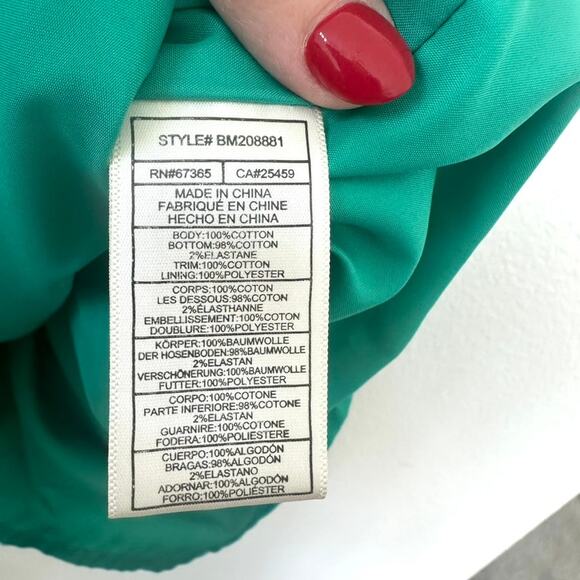 STYLE# BM208881
RN#67365 CA#25459
MADE IN CHINA
FABRIQUÉ EN CHINE
HECHO EN CHINA
BODY:100%COTTON
BOTTOM:98%COTTON
2%ELASTANE
TRIM:100%COTTON
LINING:100%POLYESTER
CORPS:100%COTON
LES DESSOUS:98%COTON
2%ÉLASTHANNE
EMBELLISSEMENT:100%COTON
DOUBLURE:100%POLYESTER
KÖRPER:100%BAUMWOLLE
DER HOSENBODEN:98%BAUMWOLLE
2%ELASTAN
VERSCHÖNERUNG:100%BAUMWOLLE
FUTTER:100%POLYESTER
CORPO:100%COTONE
PARTE INFERIORE:98%COTONE
2%ELASTAN
GUARNIRE:100%COTONE
FODERA:100%POLIESTERE
CUERPO:100%ALGODÓN
BRAGAS:98%ALGODÓN
2%ELASTANO
ADORNAR:100%ALGODÓN
FORRO:100%POLIÉSTER